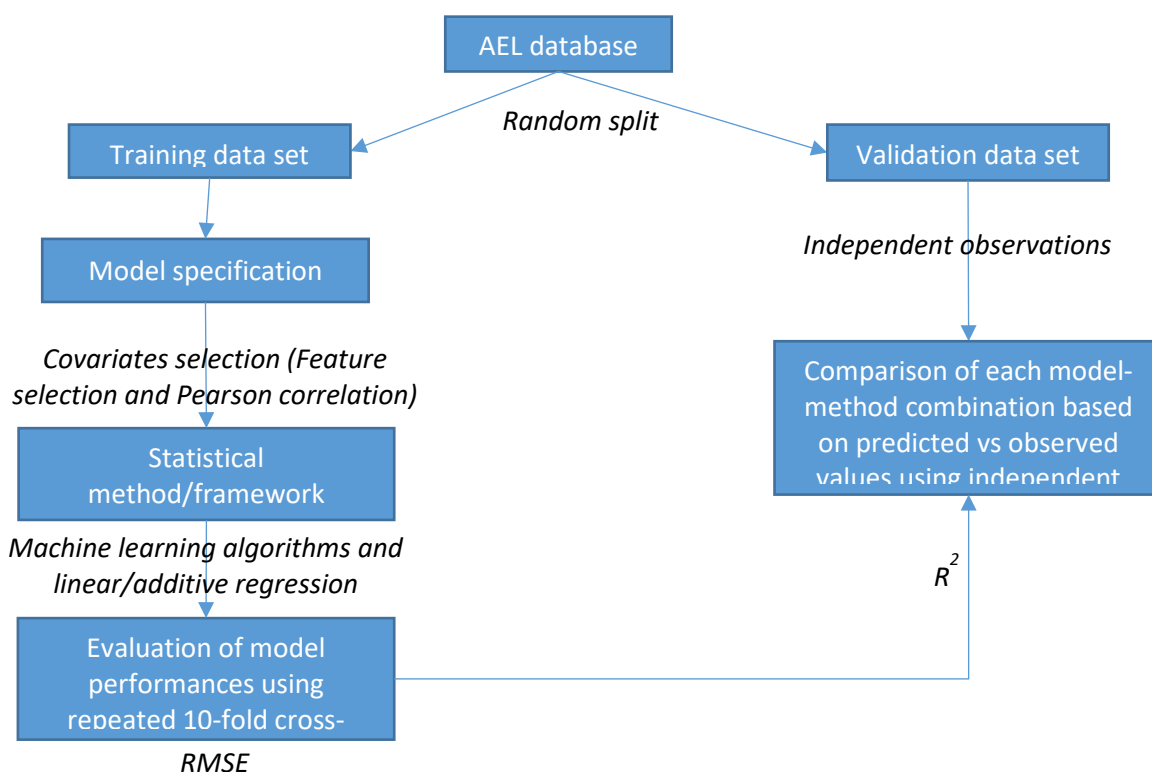 AEL database
Random split
Training data set
Validation data set
Independent observations
Model specification
Covariates selection (Feature
selection and Pearson correlation)
Comparison of each model-
method combination based
on predicted vs observed
values using independent
Statistical
method/framework
Machine learning algorithms and
linear/additive regression
R²
Evaluation of model
performances using
repeated 10-fold cross-
RMSE